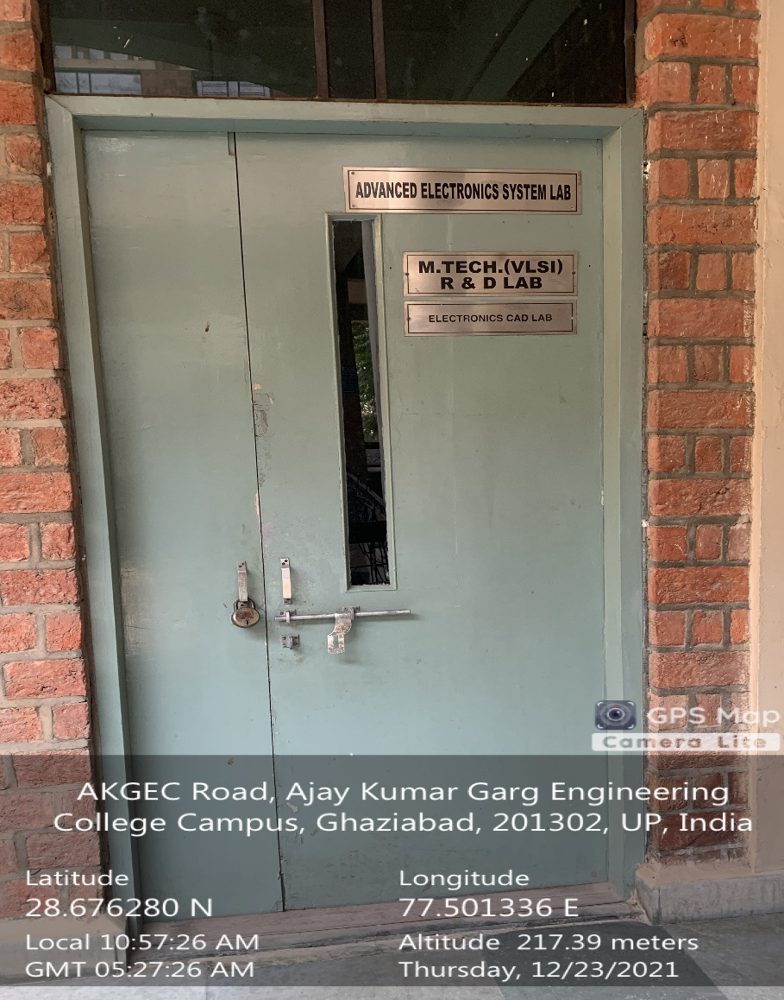 ADVANCED ELECTRONICS SYSTEM LAB
M.TECH.(VLSI)
R & D LAB
ELECTRONICS CAD LAB
GPS Map
Camera Lite
AKGEC Road, Ajay Kumar Garg Engineering
College Campus, Ghaziabad, 201302, UP, India
Latitude
28.676280 N
Longitude
77.501336 E
Local 10:57:26 AM
GMT 05:27:26 AM
Altitude 217.39 meters
Thursday, 12/23/2021